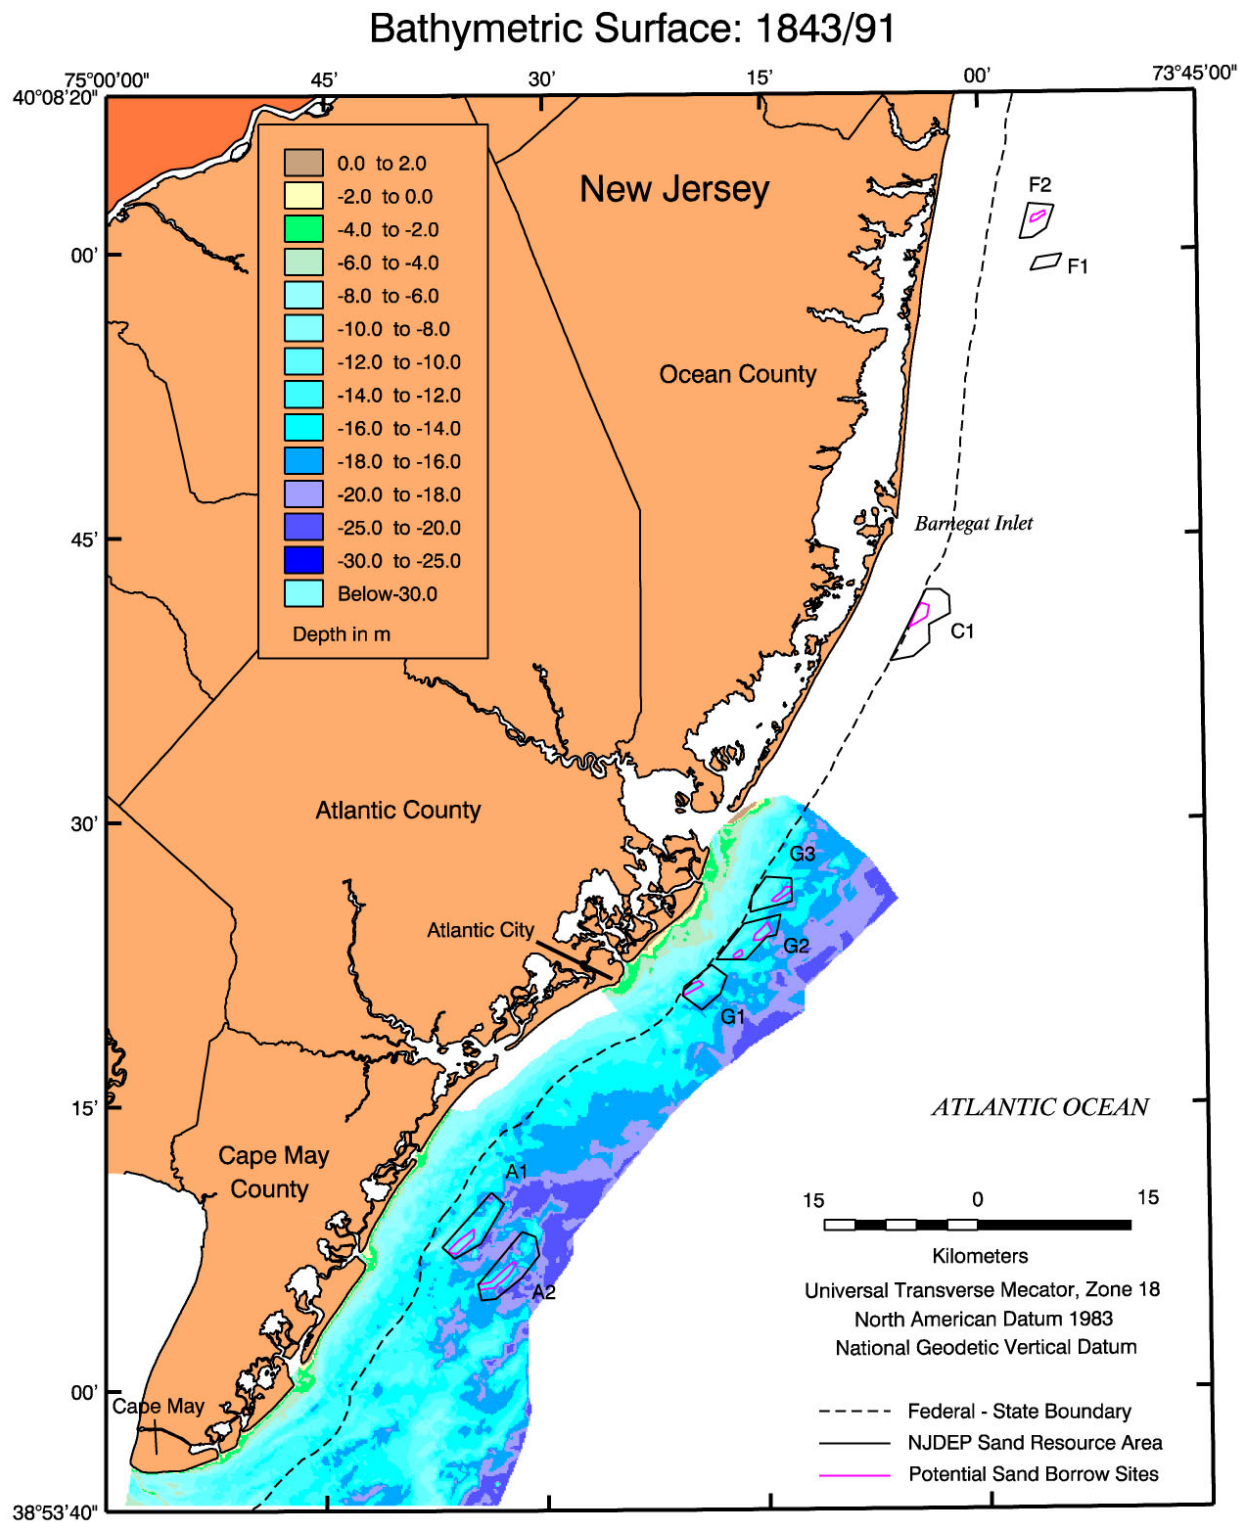 Bathymetric Surface: 1843/91
75°00'00"
45'
30'
15'
00'
73°45'00"
40°08'20"
0.0 to 2.0
-2.0 to 0.0
-4.0 to -2.0
-6.0 to -4.0
-8.0 to -6.0
-10.0 to -8.0
-12.0 to -10.0
-14.0 to -12.0
-16.0 to -14.0
-18.0 to -16.0
-20.0 to -18.0
-25.0 to -20.0
-30.0 to -25.0
Below-30.0
Depth in m
New Jersey
F2
00'
F1
Ocean County
45'
Barnegat Inlet
C1
30'
Atlantic County
G3
Atlantic City
G2
G1
15'
ATLANTIC OCEAN
Cape May
County
A1
A2
15
0
15
Kilometers
Universal Transverse Mecator, Zone 18
North American Datum 1983
National Geodetic Vertical Datum
00'
Cape May
Federal - State Boundary
NJDEP Sand Resource Area
Potential Sand Borrow Sites
38°53'40"